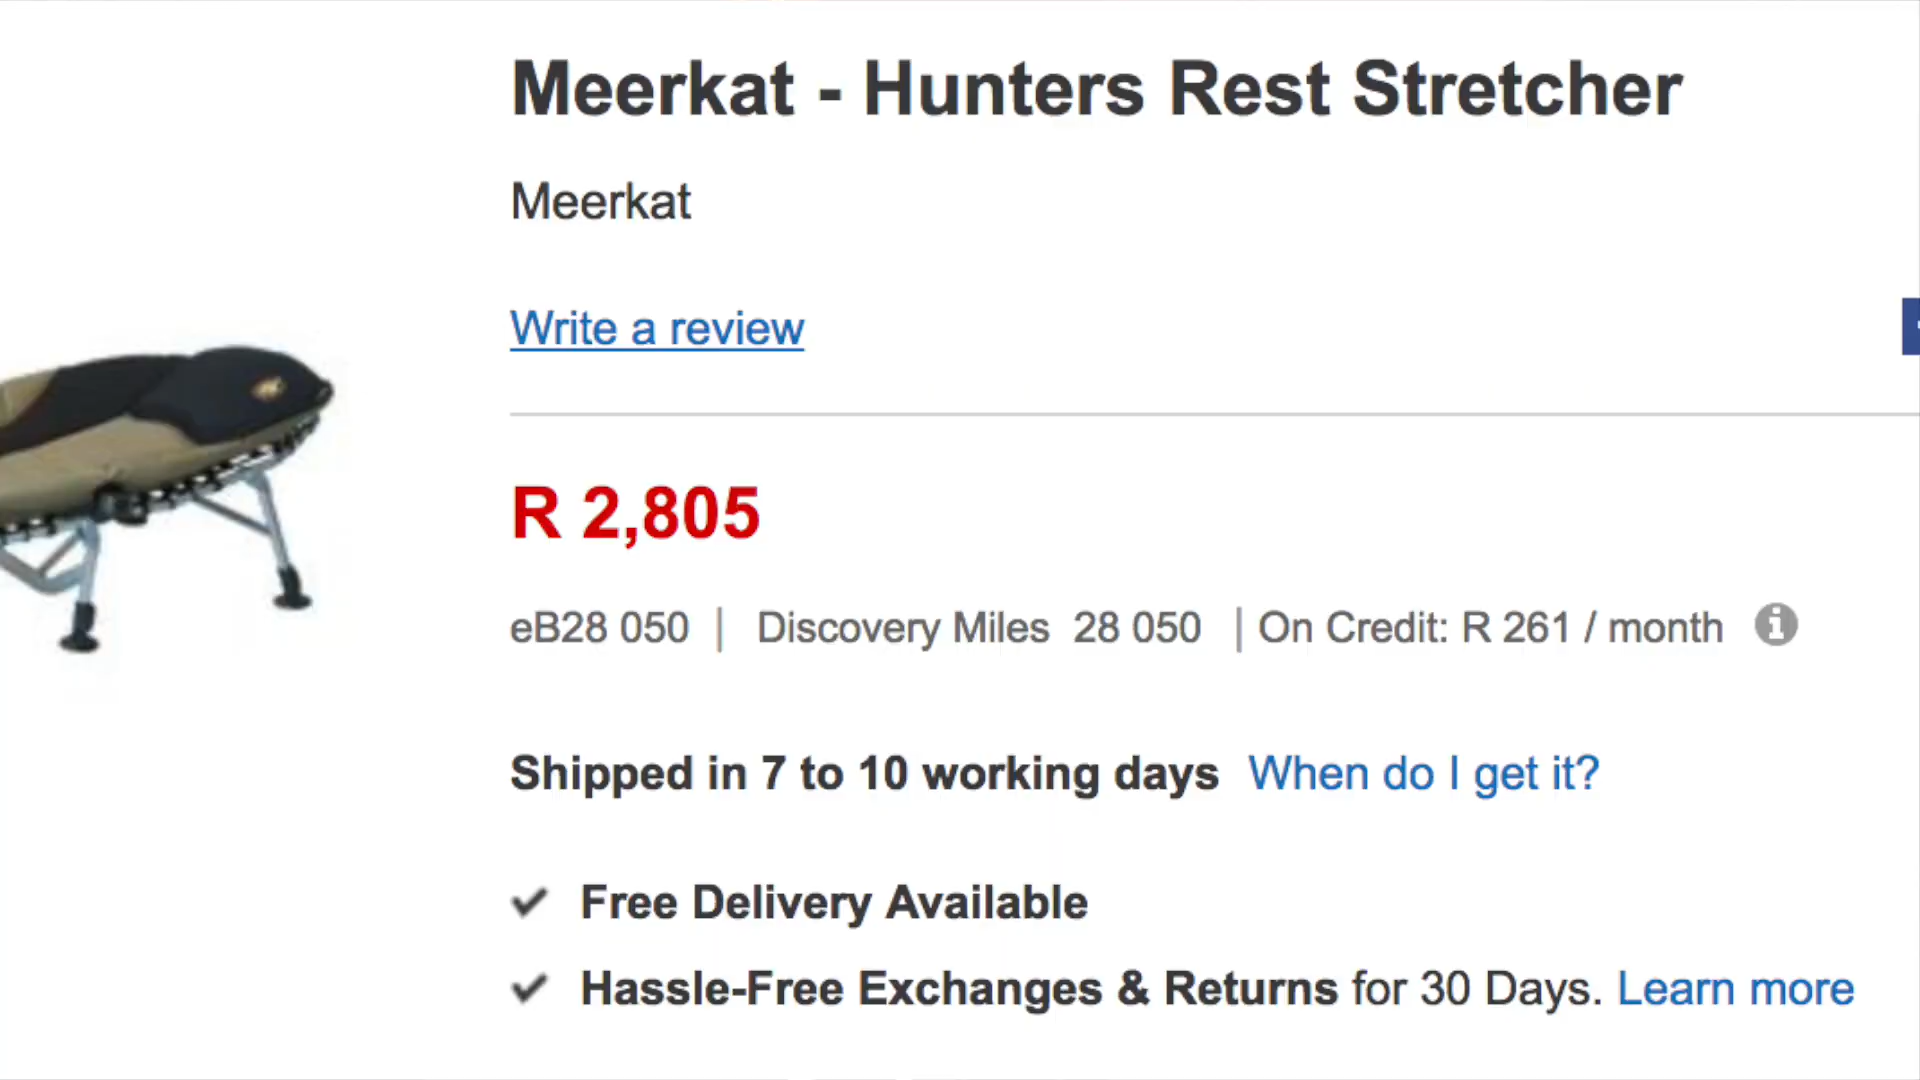 Meerkat - Hunters Rest Stretcher
Meerkat
Write a review
R 2,805
eB28 050 | Discovery Miles 28 050 | On Credit: R 261 / month
Shipped in 7 to 10 working days When do I get it?
Free Delivery Available
Hassle-Free Exchanges & Returns for 30 Days. Learn more